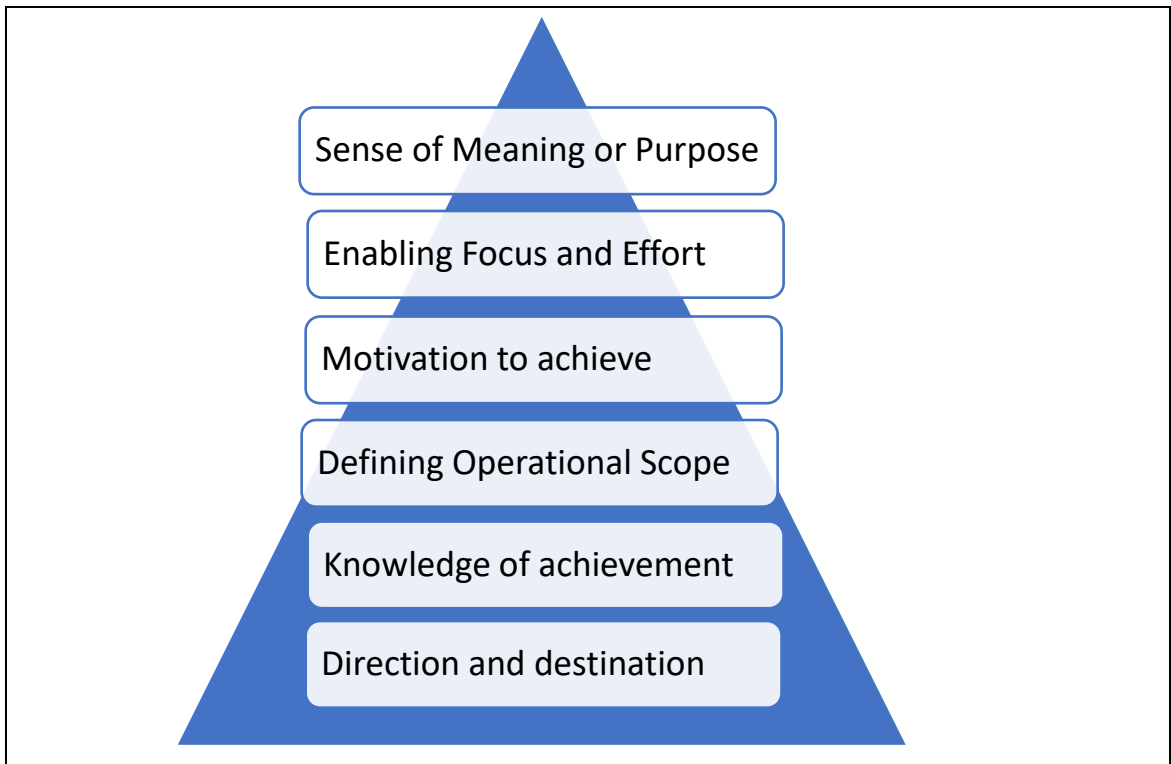 Sense of Meaning or Purpose
Enabling Focus and Effort
Motivation to achieve
Defining Operational Scope
Knowledge of achievement
Direction and destination